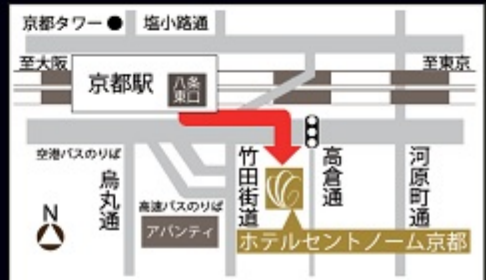 京都タワー
塩小路通
至大阪
至東京
京都駅
八条
東口
空港バスのりば
烏丸通
高速バスのりば
アバンティ
竹田街道
高倉通
河原町通
N
ホテルセントノーム京都